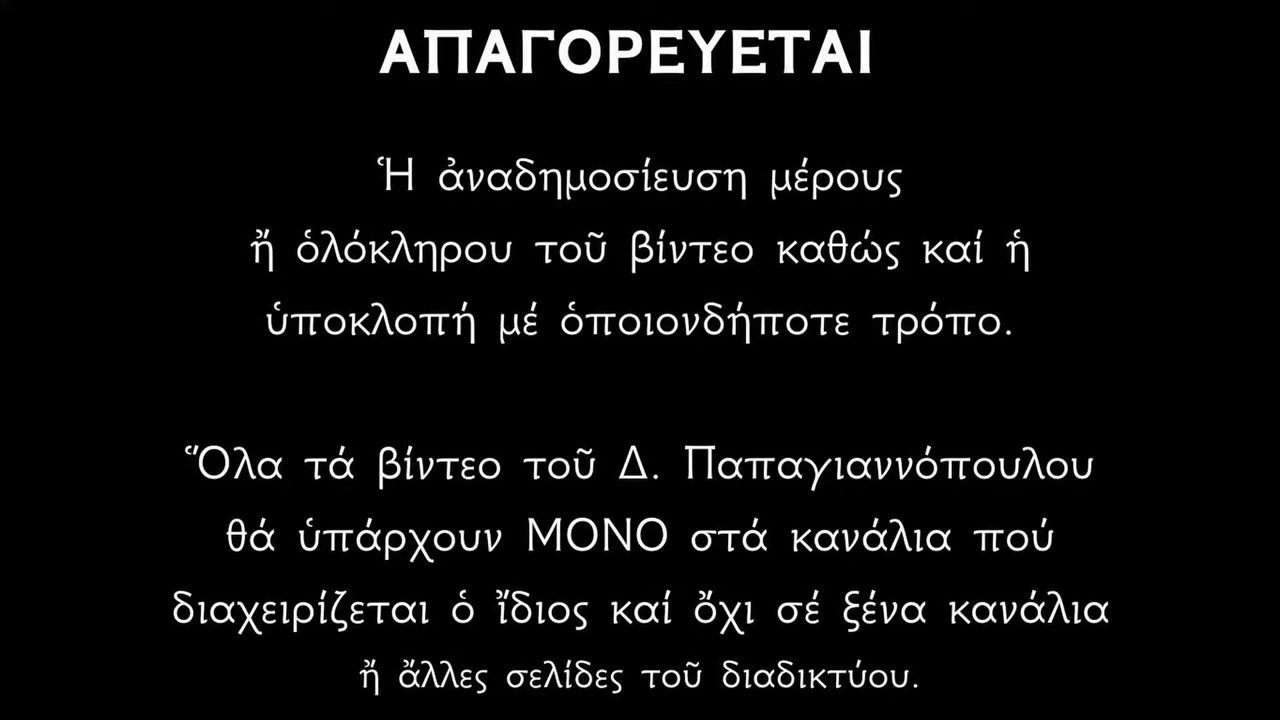 ΑΠΑΓΟΡΕΥΕΤΑΙ
Ἡ ἀναδημοσίευση μέρους
ἤ ὁλόκληρου τοῦ βίντεο καθώς καί ἡ
ὑποκλοπή μέ ὁποιονδήποτε τρόπο.
Ὅλα τά βίντεο τοῦ Δ. Παπαγιαννόπουλου
θά ὑπάρχουν ΜΟΝΟ στά κανάλια πού
διαχειρίζεται ὁ ἴδιος καί ὄχι σέ ξένα κανάλια
ἤ ἄλλες σελίδες τοῦ διαδικτύου.